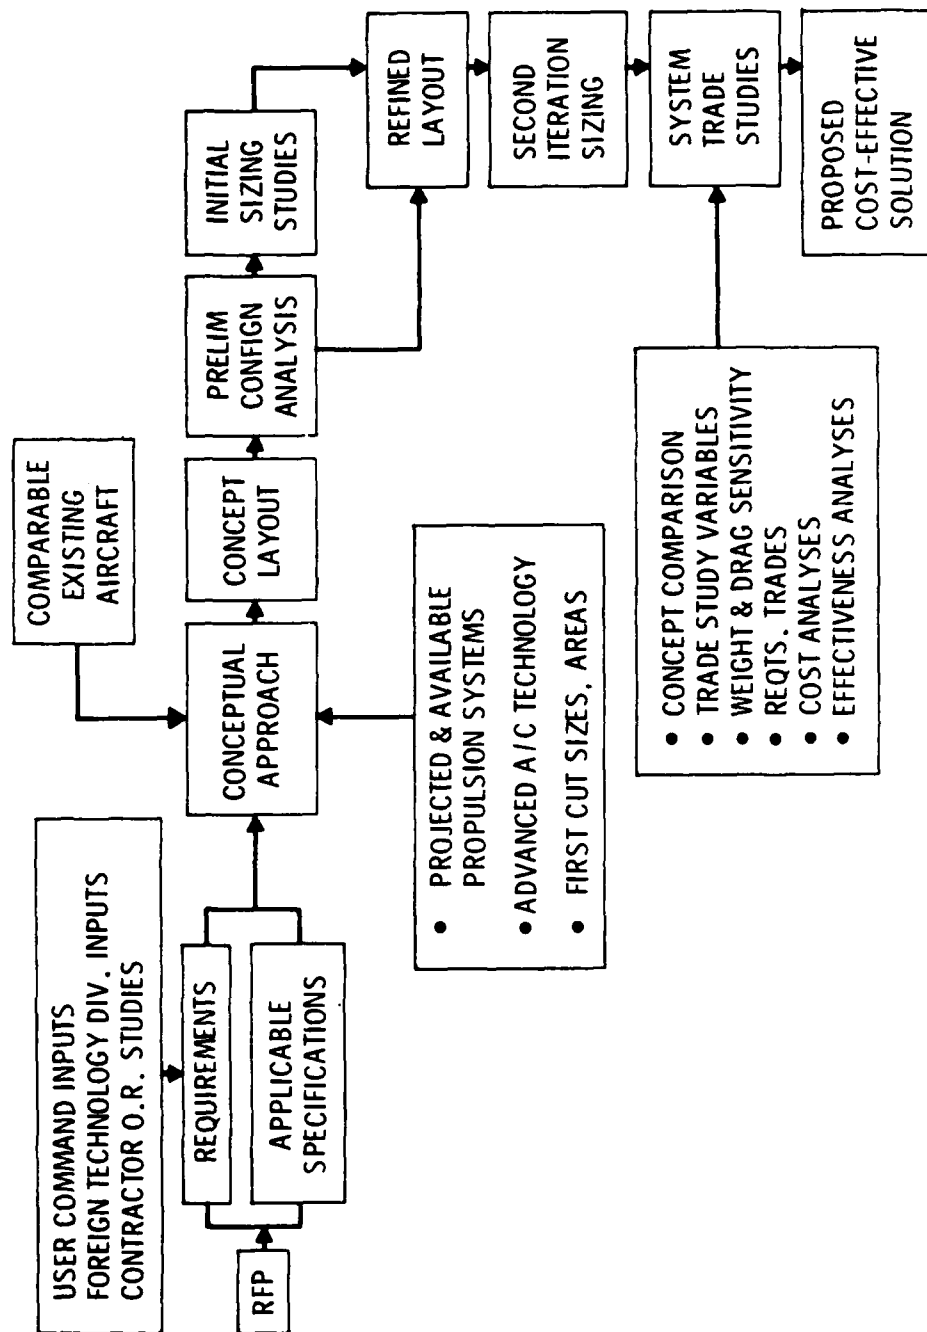 USER COMMAND INPUTS
FOREIGN TECHNOLOGY DIV. INPUTS
CONTRACTOR O.R. STUDIES
RFP
REQUIREMENTS
APPLICABLE
SPECIFICATIONS
COMPARABLE
EXISTING
AIRCRAFT
CONCEPTUAL
APPROACH
• PROJECTED & AVAILABLE
PROPULSION SYSTEMS
• ADVANCED A/C TECHNOLOGY
• FIRST CUT SIZES, AREAS
CONCEPT
LAYOUT
PRELIM
CONFIGN
ANALYSIS
INITIAL
SIZING
STUDIES
REFINED
LAYOUT
SECOND
ITERATION
SIZING
• CONCEPT COMPARISON
• TRADE STUDY VARIABLES
• WEIGHT & DRAG SENSITIVITY
• REQTS. TRADES
• COST ANALYSES
• EFFECTIVENESS ANALYSES
SYSTEM
TRADE
STUDIES
PROPOSED
COST-EFFECTIVE
SOLUTION